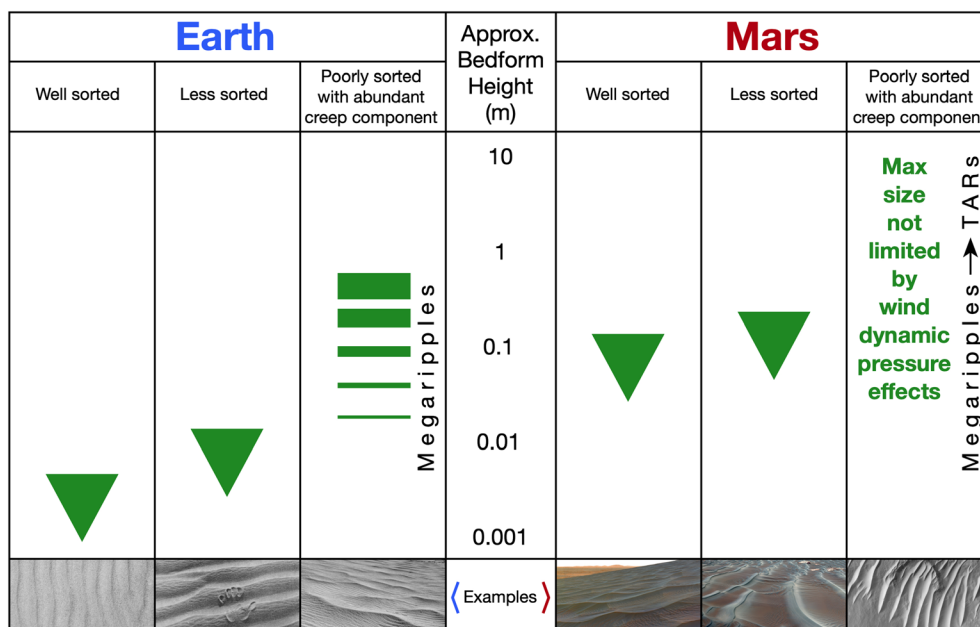 Earth
Approx.
Bedform
Height
(m)
Mars
Well sorted
Less sorted
Poorly sorted
with abundant
creep component
Well sorted
Less sorted
Poorly sorted
with abundant
creep component
10
1
0.1
0.01
0.001
Megaripples
Max
size
not
limited
by
wind
dynamic
pressure
effects
Megaripples → TARs
Examples